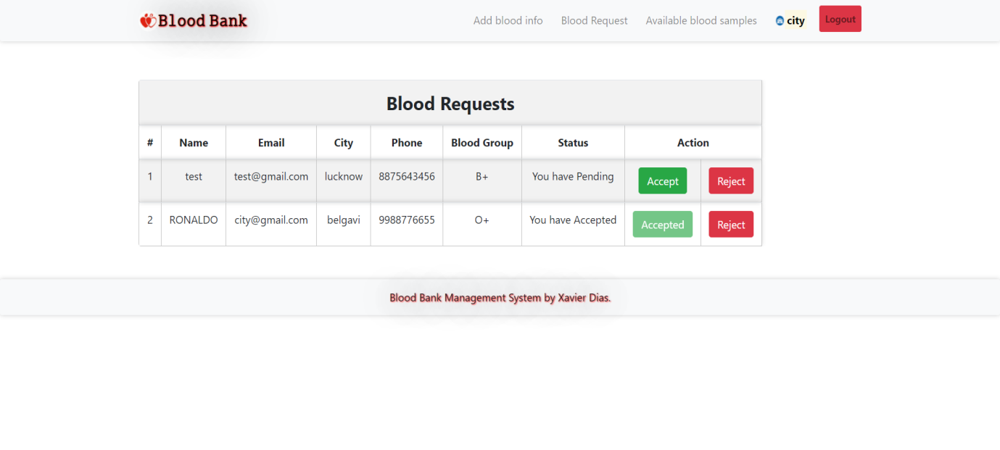 Blood Bank Add blood info Blood Request Available blood samples city Logout
Blood Requests
# Name Email City Phone Blood Group Status Action
1 test test@gmail.com lucknow 8875643456 B+ You have Pending Accept Reject
2 RONALDO city@gmail.com belgavi 9988776655 O+ You have Accepted Accepted Reject
Blood Bank Management System by Xavier Dias.